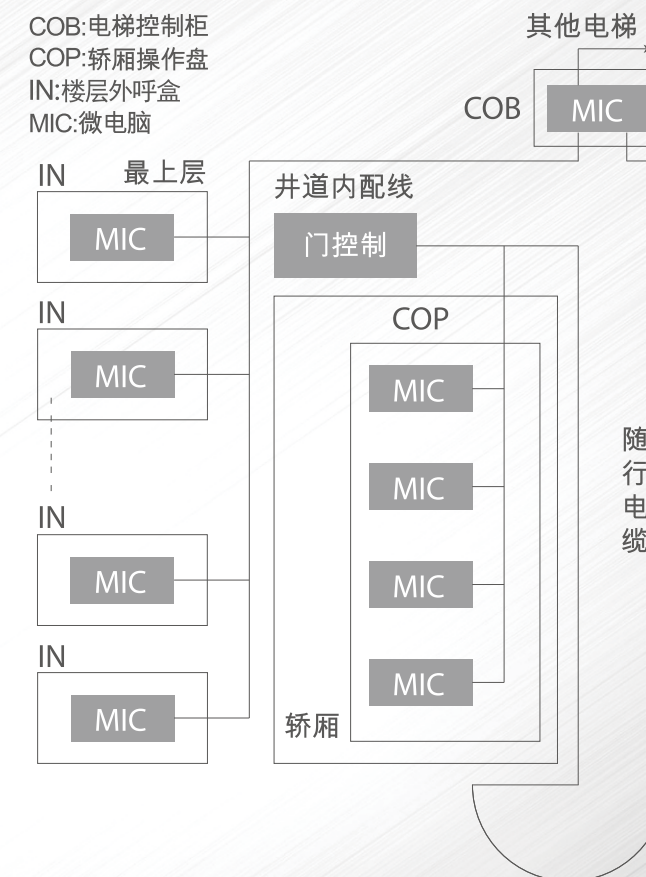 COB:电梯控制柜
COP:轿厢操作盘
IN:楼层外呼盒
MIC:微电脑
其他电梯
COB
MIC
IN
最上层
MIC
井道内配线
门控制
IN
MIC
COP
MIC
MIC
MIC
MIC
轿厢
IN
MIC
IN
MIC
随
行
电
缆